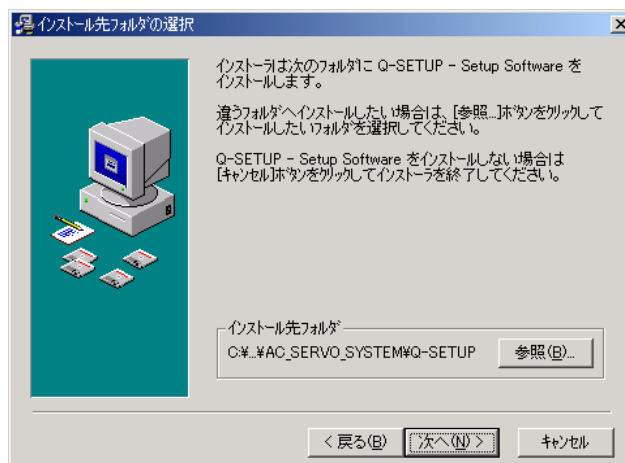 インストール先フォルダの選択
インストーラは次のフォルダに Q-SETUP - Setup Software を
インストールします。
違うフォルダへインストールしたい場合は、[参照...]ボタンをクリックして
インストールしたいフォルダを選択してください。
Q-SETUP - Setup Software をインストールしない場合は
[キャンセル]ボタンをクリックしてインストーラを終了してください。
インストール先フォルダ
C:¥...¥AC_SERVO_SYSTEM¥Q-SETUP
参照(B)...
< 戻る(B)
次へ(N) >
キャンセル